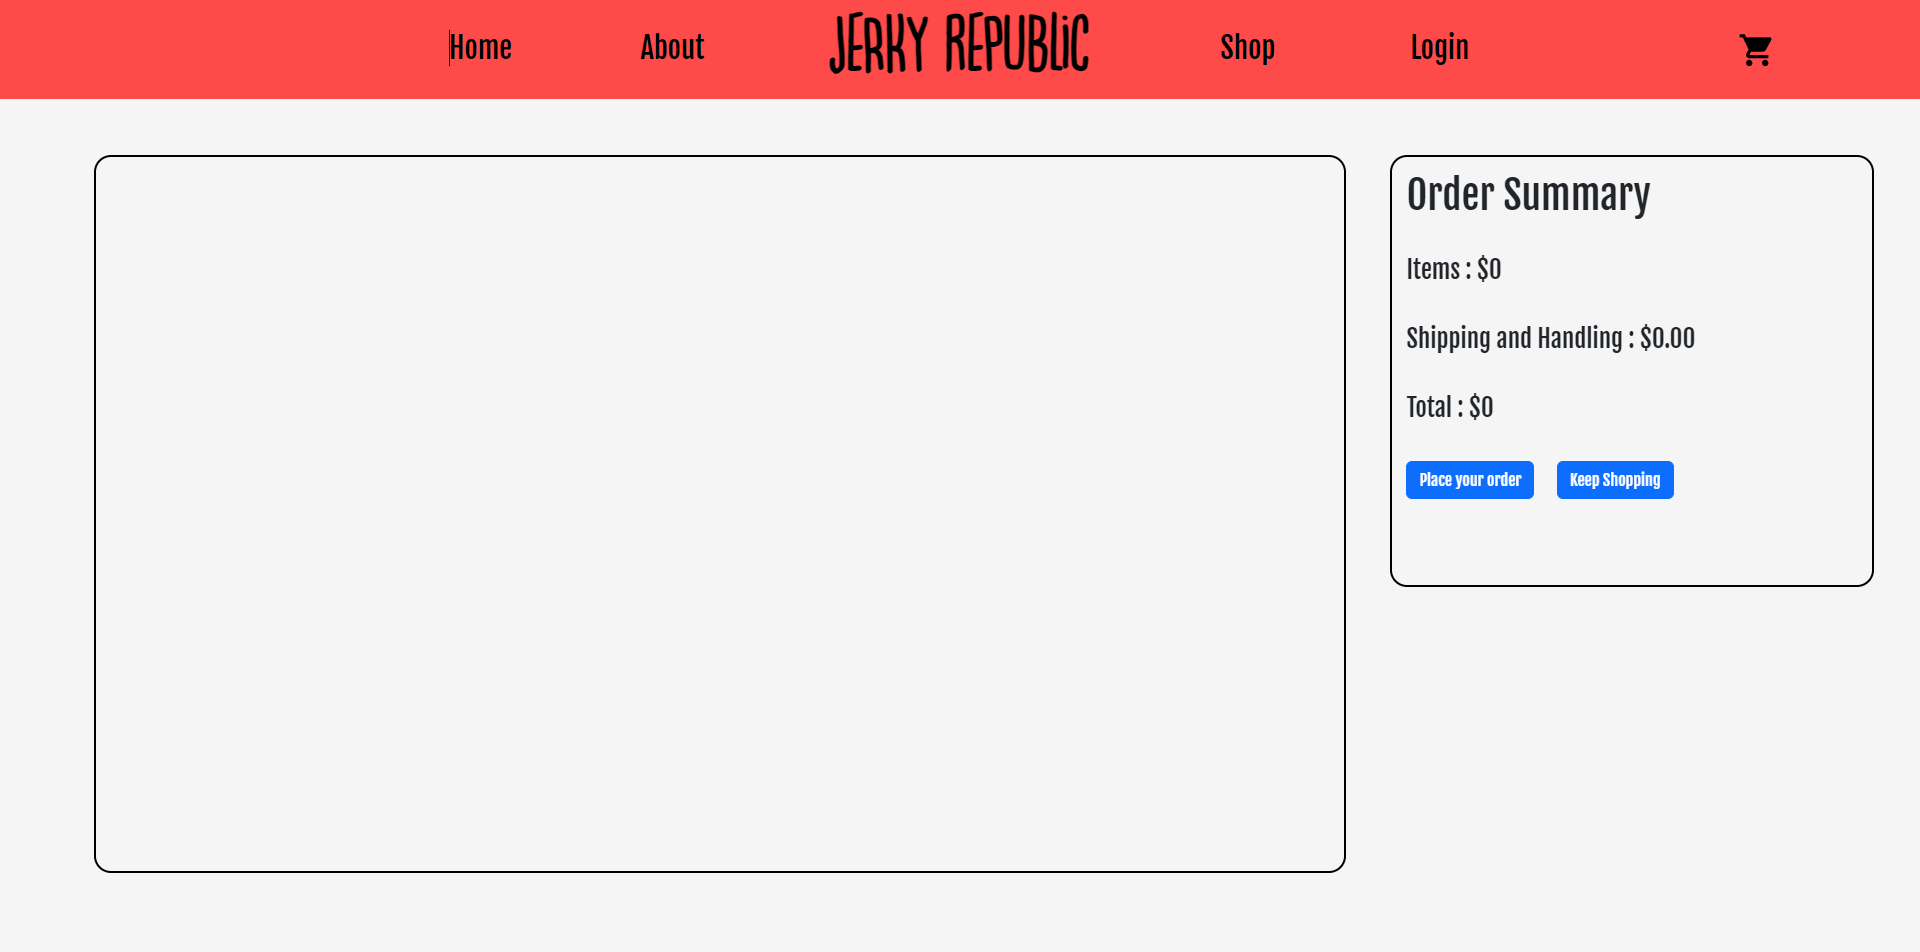 Home About JERKY REPUBLIC Shop Login
Order Summary
Items : $0
Shipping and Handling : $0.00
Total : $0
Place your order Keep Shopping